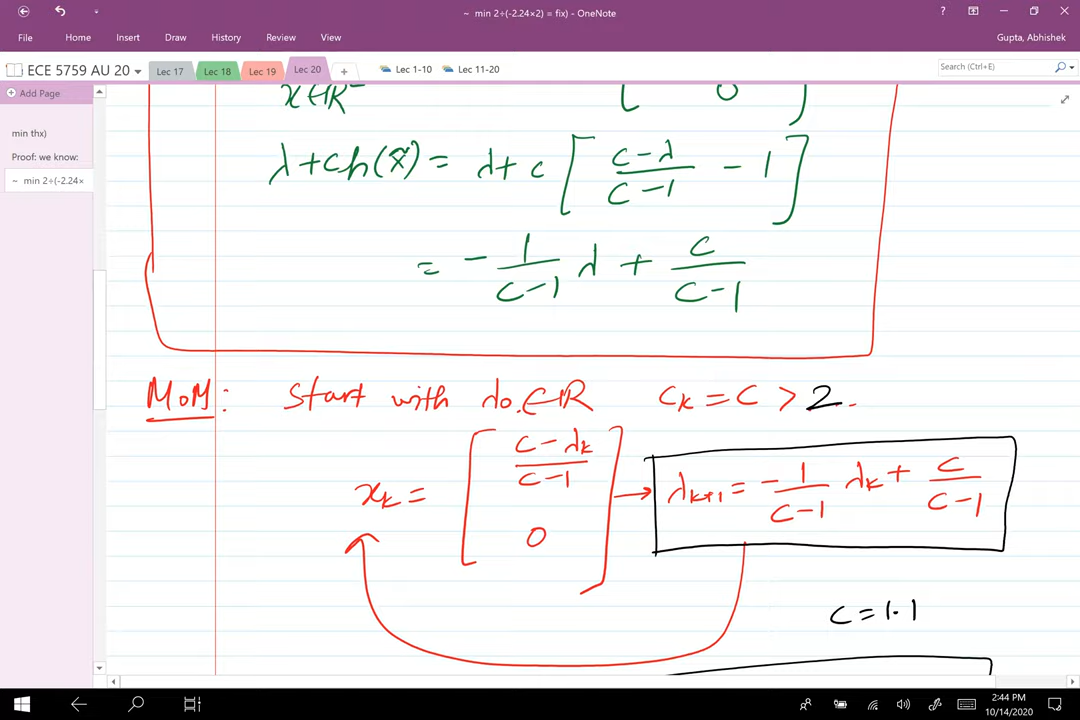 ~ min 2÷(-2.24×2) = fix) - OneNote
?
File Home Insert Draw History Review View Gupta, Abhishek
ECE 5759 AU 20 Lec 17 Lec 18 Lec 19 Lec 20 + Lec 1-10 Lec 11-20 Search (Ctrl+E)
+ Add Page
min thx)
Proof: we know:
~ min 2÷(-2.24×
0
λ + ch(x̃) = λ + c [ (c-λ)/(c-1) - 1 ]
= - 1/(c-1) λ + c/(c-1)
MoM: Start with λ₀ ∈ ℝ cₖ = c > 2.
xₖ = [ (c-λₖ)/(c-1) 0 ] → λₖ₊₁ = - 1/(c-1) λₖ + c/(c-1)
c = 1.1
2:44 PM
10/14/2020